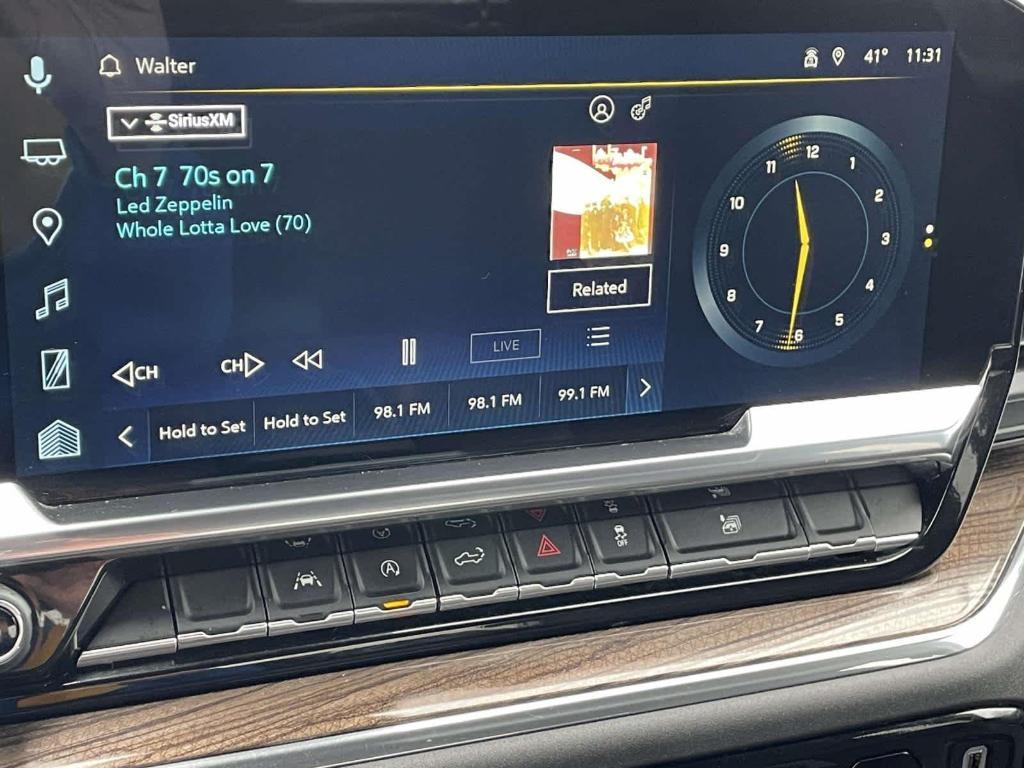 Walter
41° 11:31
SiriusXM
Ch 7 70s on 7
Led Zeppelin
Whole Lotta Love (70)
Related
12
1
2
3
4
5
6
7
8
9
10
11
CH CH LIVE
Hold to Set Hold to Set 98.1 FM 98.1 FM 99.1 FM
A
OFF